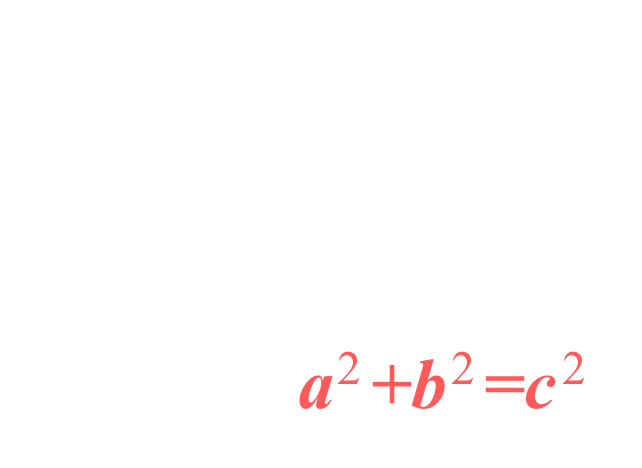 a² + b² = c²